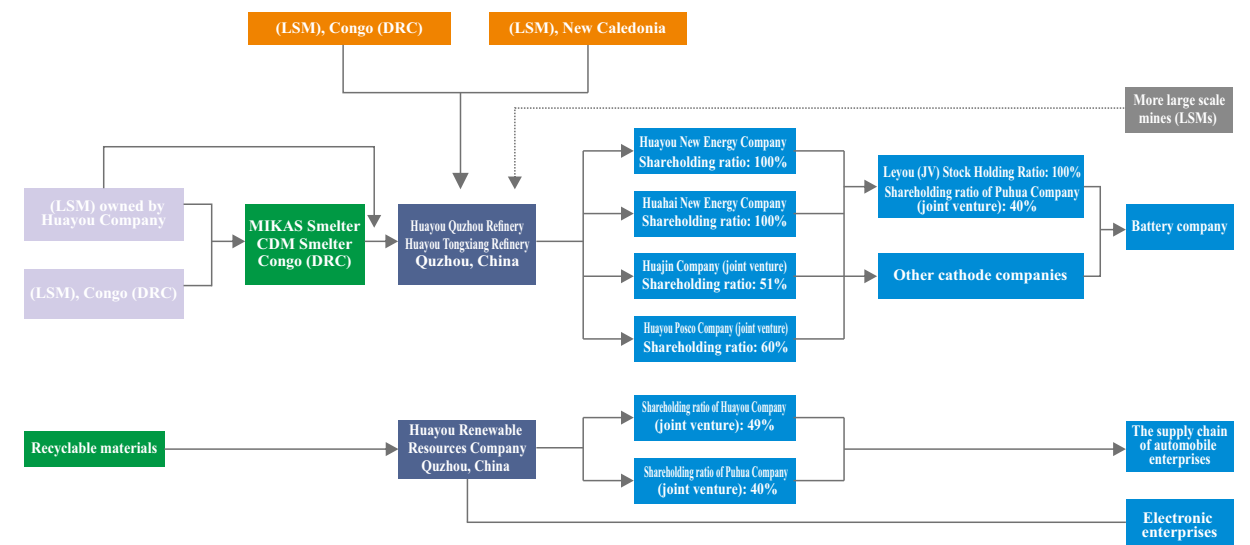 (LSM), Congo (DRC)
(LSM), New Caledonia
More large scale
mines (LSMs)
Huayou New Energy Company
Shareholding ratio: 100%
Leyou (JV) Stock Holding Ratio: 100%
Shareholding ratio of Puhua Company
(joint venture): 40%
(LSM) owned by
Huayou Company
Huahai New Energy Company
Shareholding ratio: 100%
MIKAS Smelter
CDM Smelter
Congo (DRC)
Huayou Quzhou Refinery
Huayou Tongxiang Refinery
Quzhou, China
Battery company
(LSM), Congo (DRC)
Huajin Company (joint venture)
Shareholding ratio: 51%
Other cathode companies
Huayou Posco Company (joint venture)
Shareholding ratio: 60%
Recyclable materials
Huayou Renewable
Resources Company
Quzhou, China
Shareholding ratio of Huayou Company
(joint venture): 49%
Shareholding ratio of Puhua Company
(joint venture): 40%
The supply chain
of automobile
enterprises
Electronic
enterprises